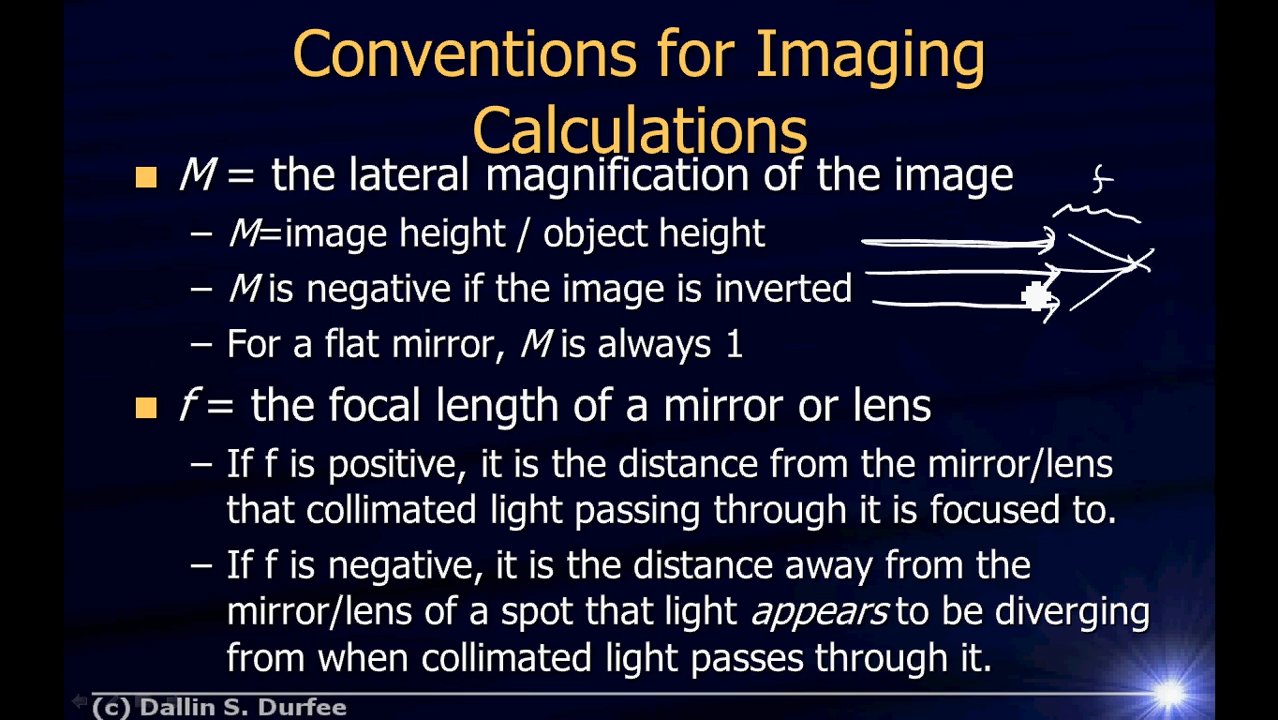 Conventions for Imaging
Calculations
M = the lateral magnification of the image
f
– M=image height / object height
– M is negative if the image is inverted
– For a flat mirror, M is always 1
f = the focal length of a mirror or lens
– If f is positive, it is the distance from the mirror/lens
that collimated light passing through it is focused to.
– If f is negative, it is the distance away from the
mirror/lens of a spot that light appears to be diverging
from when collimated light passes through it.
(c) Dallin S. Durfee